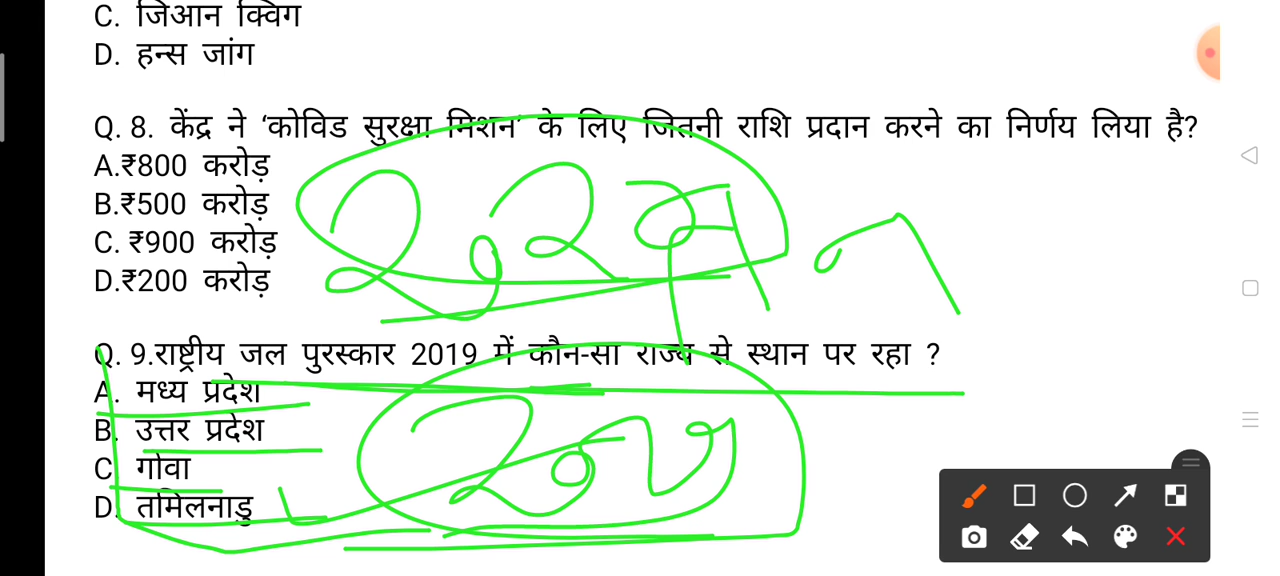 C. जिआन क्विंग
D. हन्स जांग
Q. 8. केंद्र ने ‘कोविड सुरक्षा मिशन’ के लिए जितनी राशि प्रदान करने का निर्णय लिया है?
A.₹800 करोड़
B.₹500 करोड़
C. ₹900 करोड़
D.₹200 करोड़
Q. 9.राष्ट्रीय जल पुरस्कार 2019 में कौन-सा राज्य से स्थान पर रहा ?
A. मध्य प्रदेश
B. उत्तर प्रदेश
C. गोवा
D. तमिलनाडु